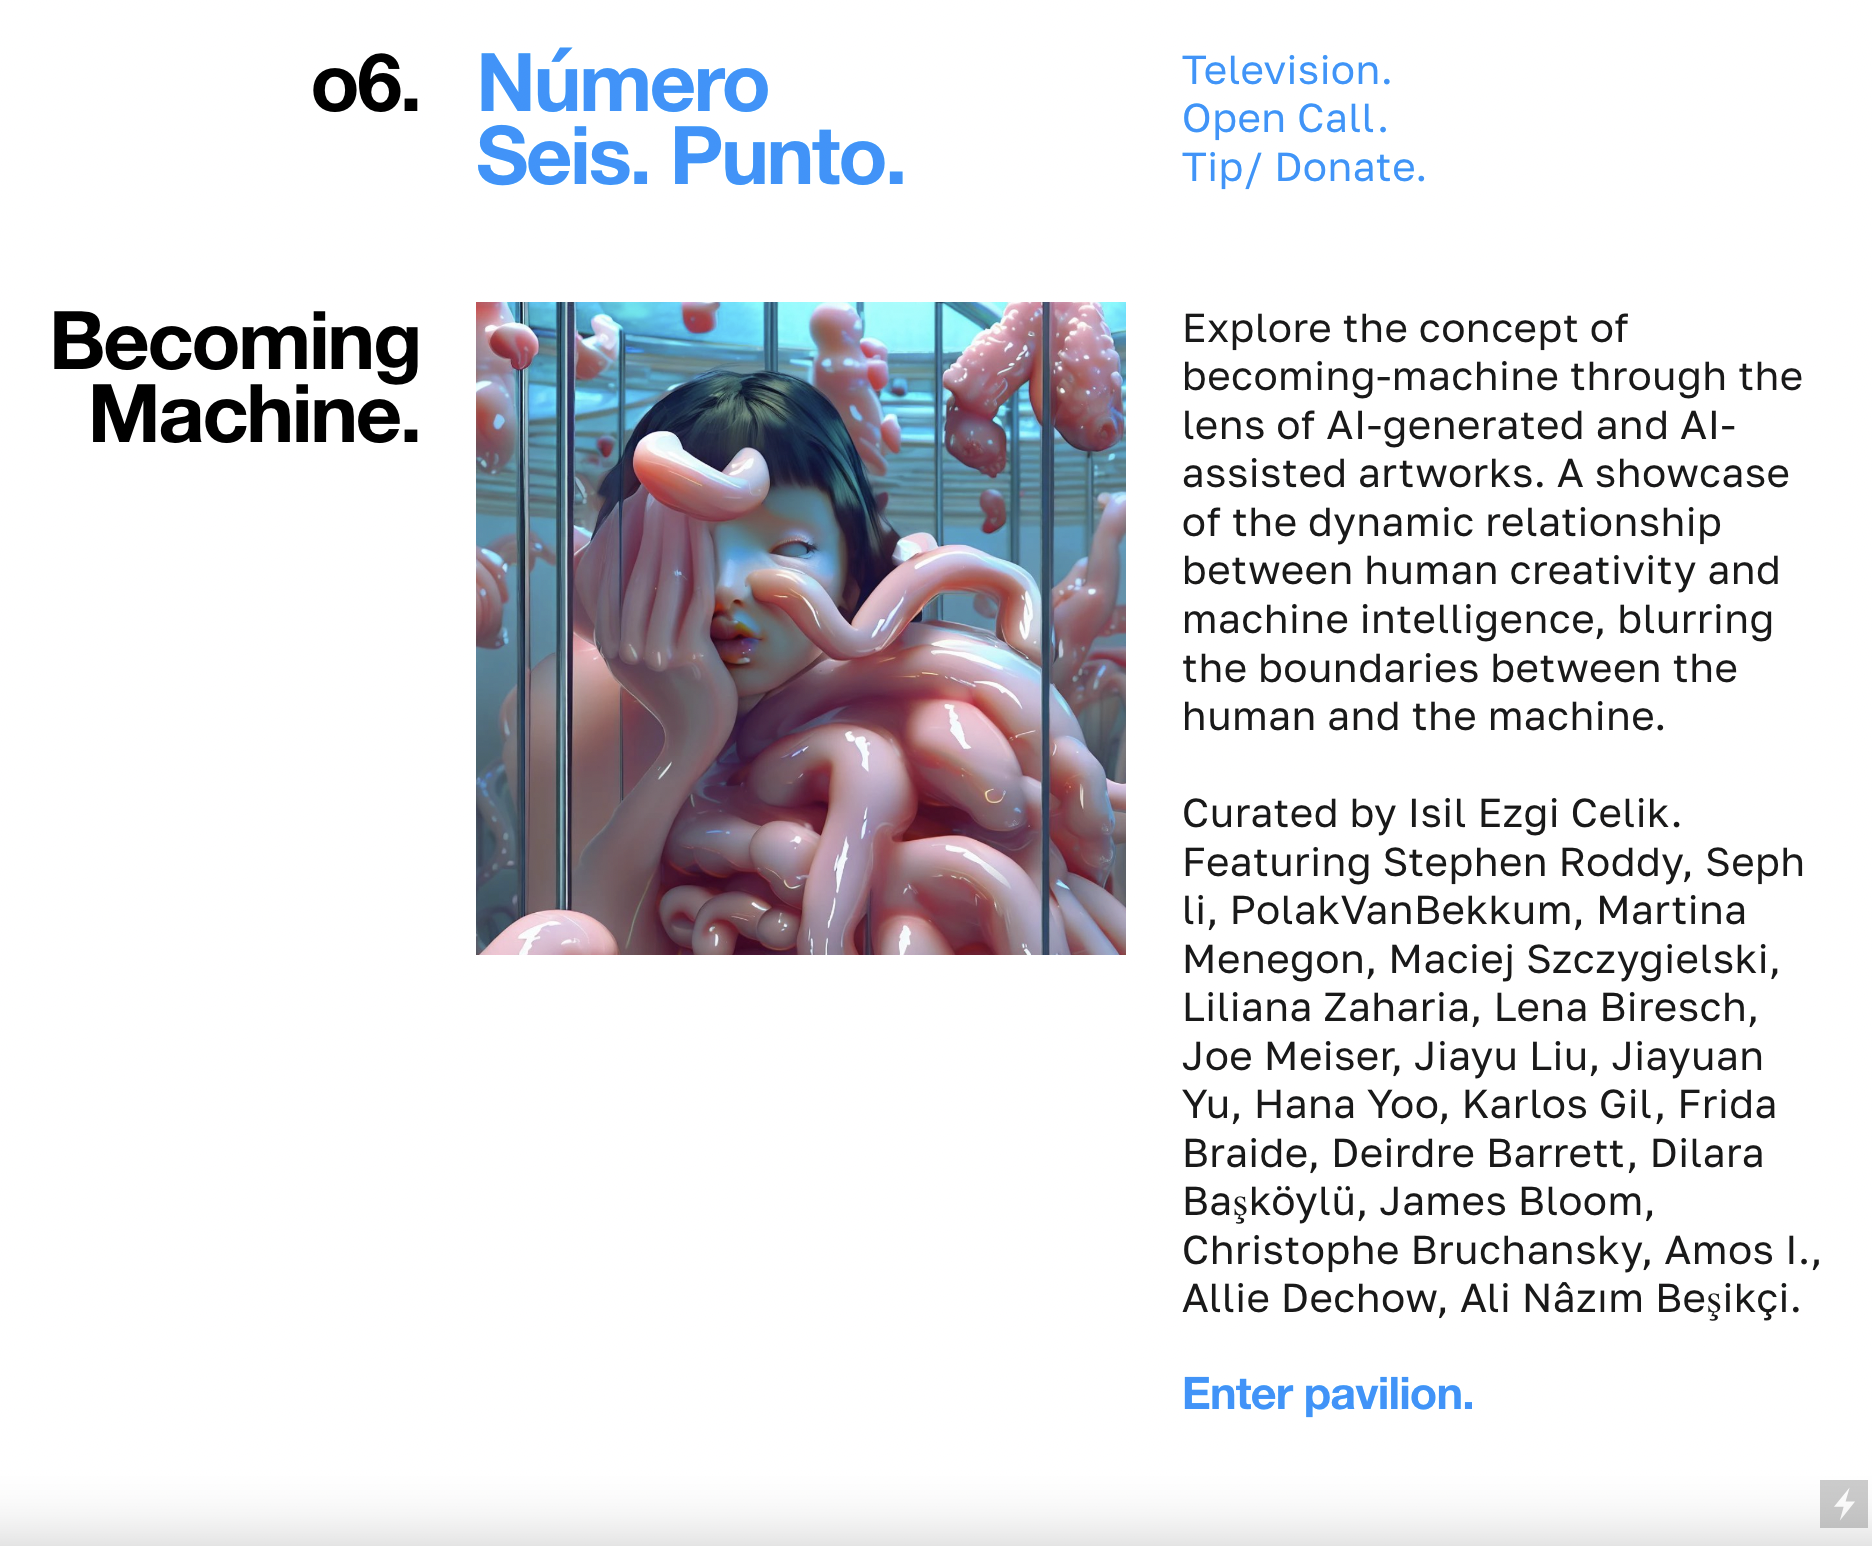 o6.
Número
Seis. Punto.
Television.
Open Call.
Tip/ Donate.
Becoming
Machine.
Explore the concept of
becoming-machine through the
lens of AI-generated and AI-
assisted artworks. A showcase
of the dynamic relationship
between human creativity and
machine intelligence, blurring
the boundaries between the
human and the machine.
Curated by Isil Ezgi Celik.
Featuring Stephen Roddy, Seph
li, PolakVanBekkum, Martina
Menegon, Maciej Szczygielski,
Liliana Zaharia, Lena Biresch,
Joe Meiser, Jiayu Liu, Jiayuan
Yu, Hana Yoo, Karlos Gil, Frida
Braide, Deirdre Barrett, Dilara
Başköylü, James Bloom,
Christophe Bruchansky, Amos I.,
Allie Dechow, Ali Nâzım Beşikçi.
Enter pavilion.